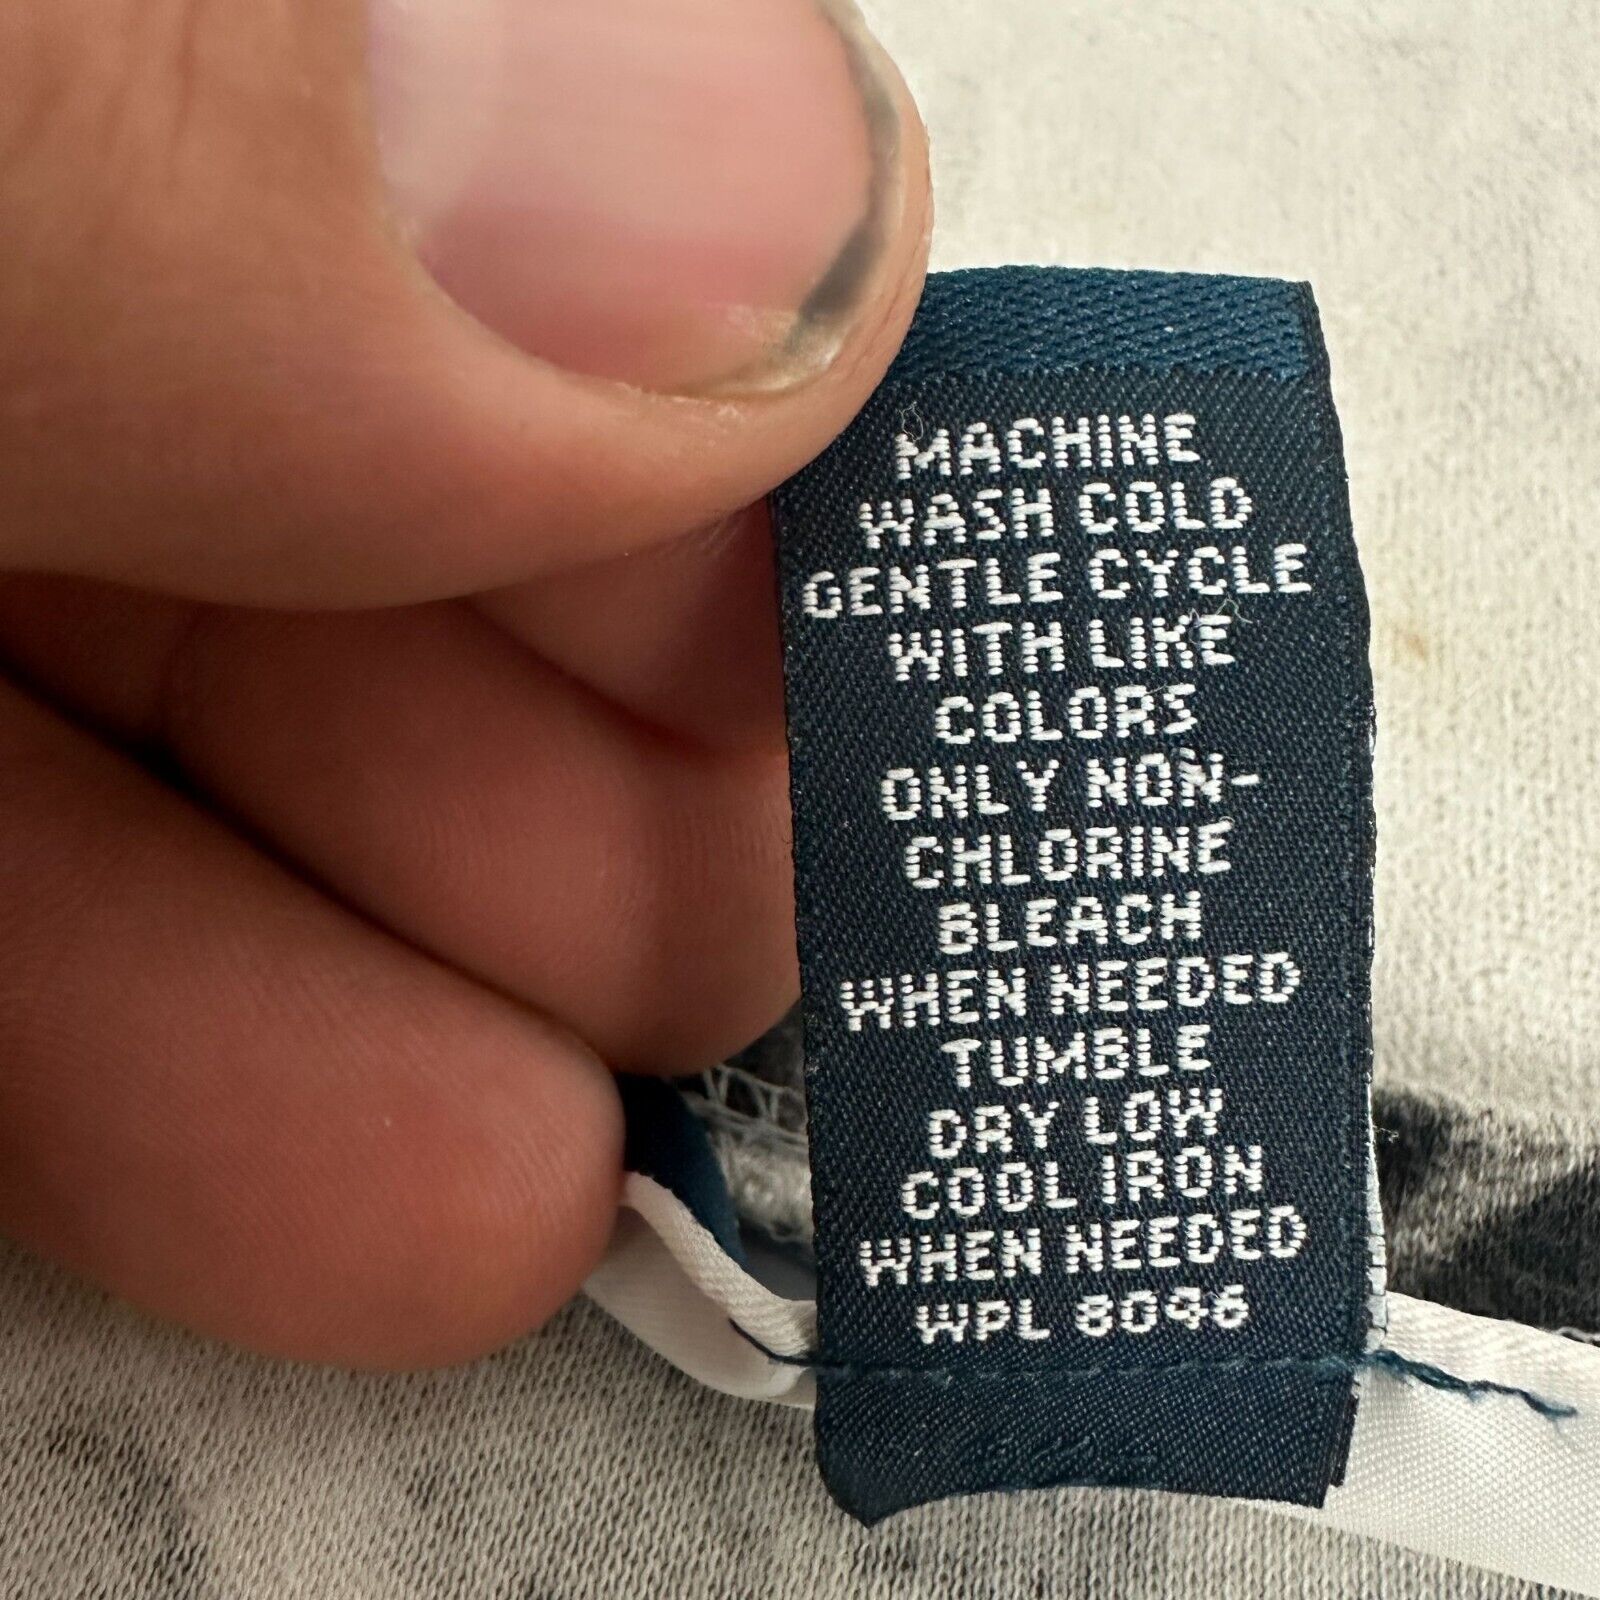 MACHINE
WASH COLD
GENTLE CYCLE
WITH LIKE
COLORS
ONLY NON-
CHLORINE
BLEACH
WHEN NEEDED
TUMBLE
DRY LOW
COOL IRON
WHEN NEEDED
WPL 8096